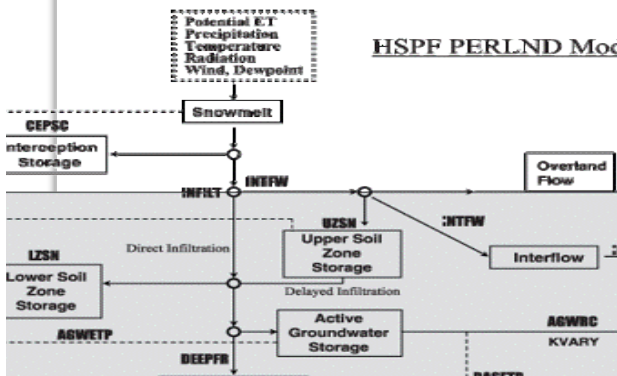 Potential ET
Precipitation
Temperature
Radiation
Wind, Dewpoint
HSPF PERLND Mod
Snowmelt
CEPSC
nterception
Storage
INFILT
INTFW
Overland
Flow
UZSN
INTFW
Direct Infiltration
Upper Soil
Zone
Storage
Interflow
LZSN
Lower Soil
Zone
Storage
Delayed Infiltration
Active
Groundwater
Storage
AGWETP
AGWRC
KVARY
DEEPFR
BASETP